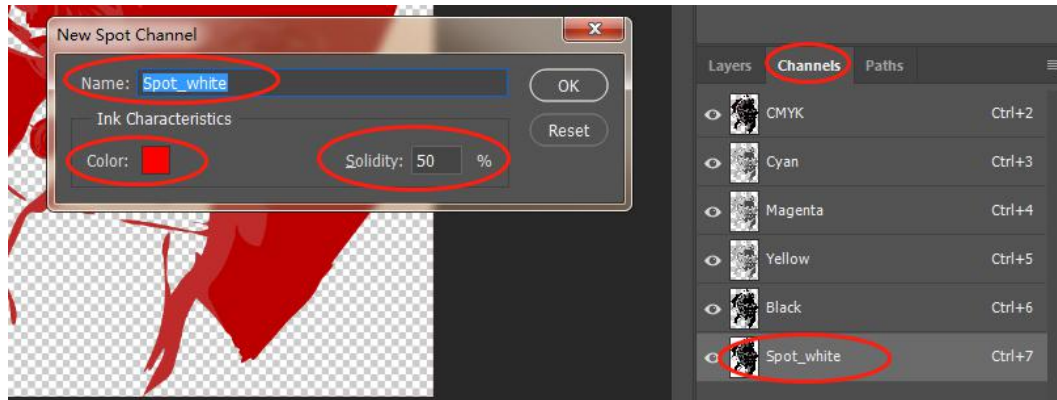 New Spot Channel
Name: Spot_white
OK
Ink Characteristics
Reset
Color:
Solidity: 50 %
Layers Channels Paths
CMYK Ctrl+2
Cyan Ctrl+3
Magenta Ctrl+4
Yellow Ctrl+5
Black Ctrl+6
Spot_white Ctrl+7